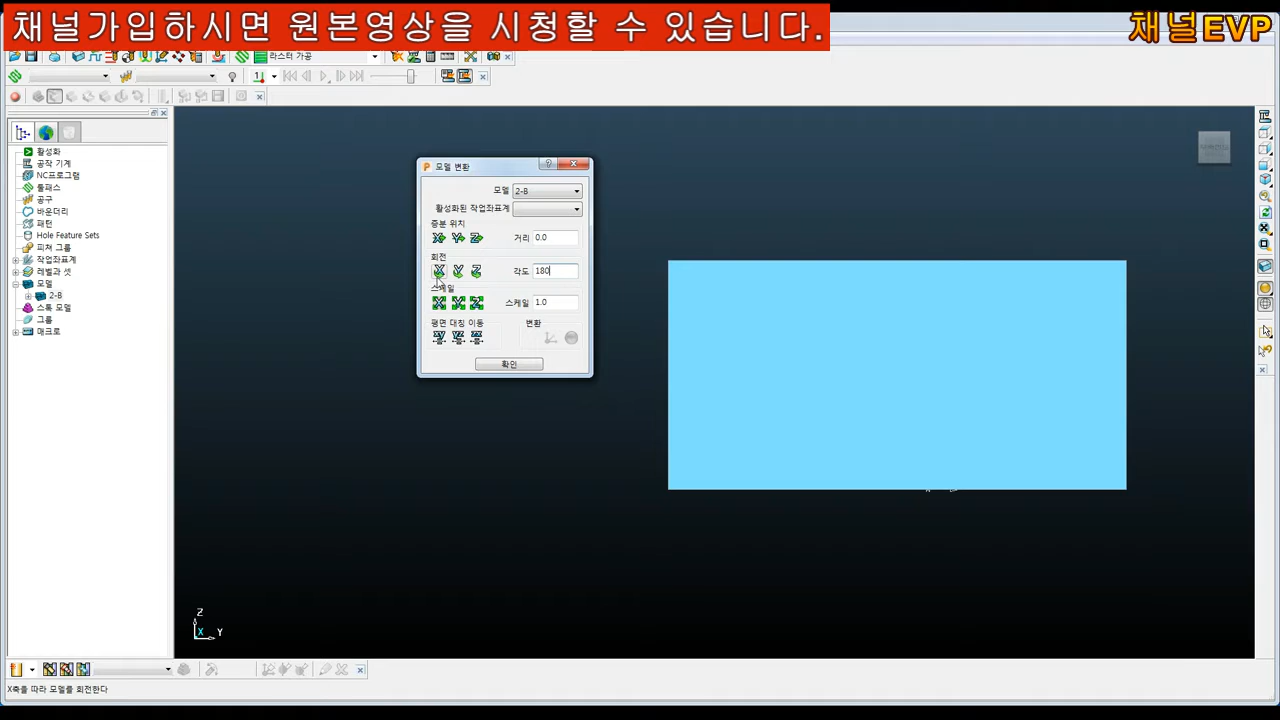 채널가입하시면 원본영상을 시청할 수 있습니다.
채널EVP
라스터 가공
활성화
공작 기계
NC프로그램
툴패스
공구
바운더리
패턴
Hole Feature Sets
피쳐 그룹
작업좌표계
레벨과 셋
모델
2-B
스톡 모델
그룹
매크로
모델 변환
모델 2-B
활성화된 작업좌표계
증분 위치
X Y Z 거리 0.0
회전
X Y Z 각도 180
스케일
X Y Z 스케일 1.0
평면 대칭 이동 변환
XY YZ ZX
확인
Z
X Y
X축을 따라 모델를 회전한다